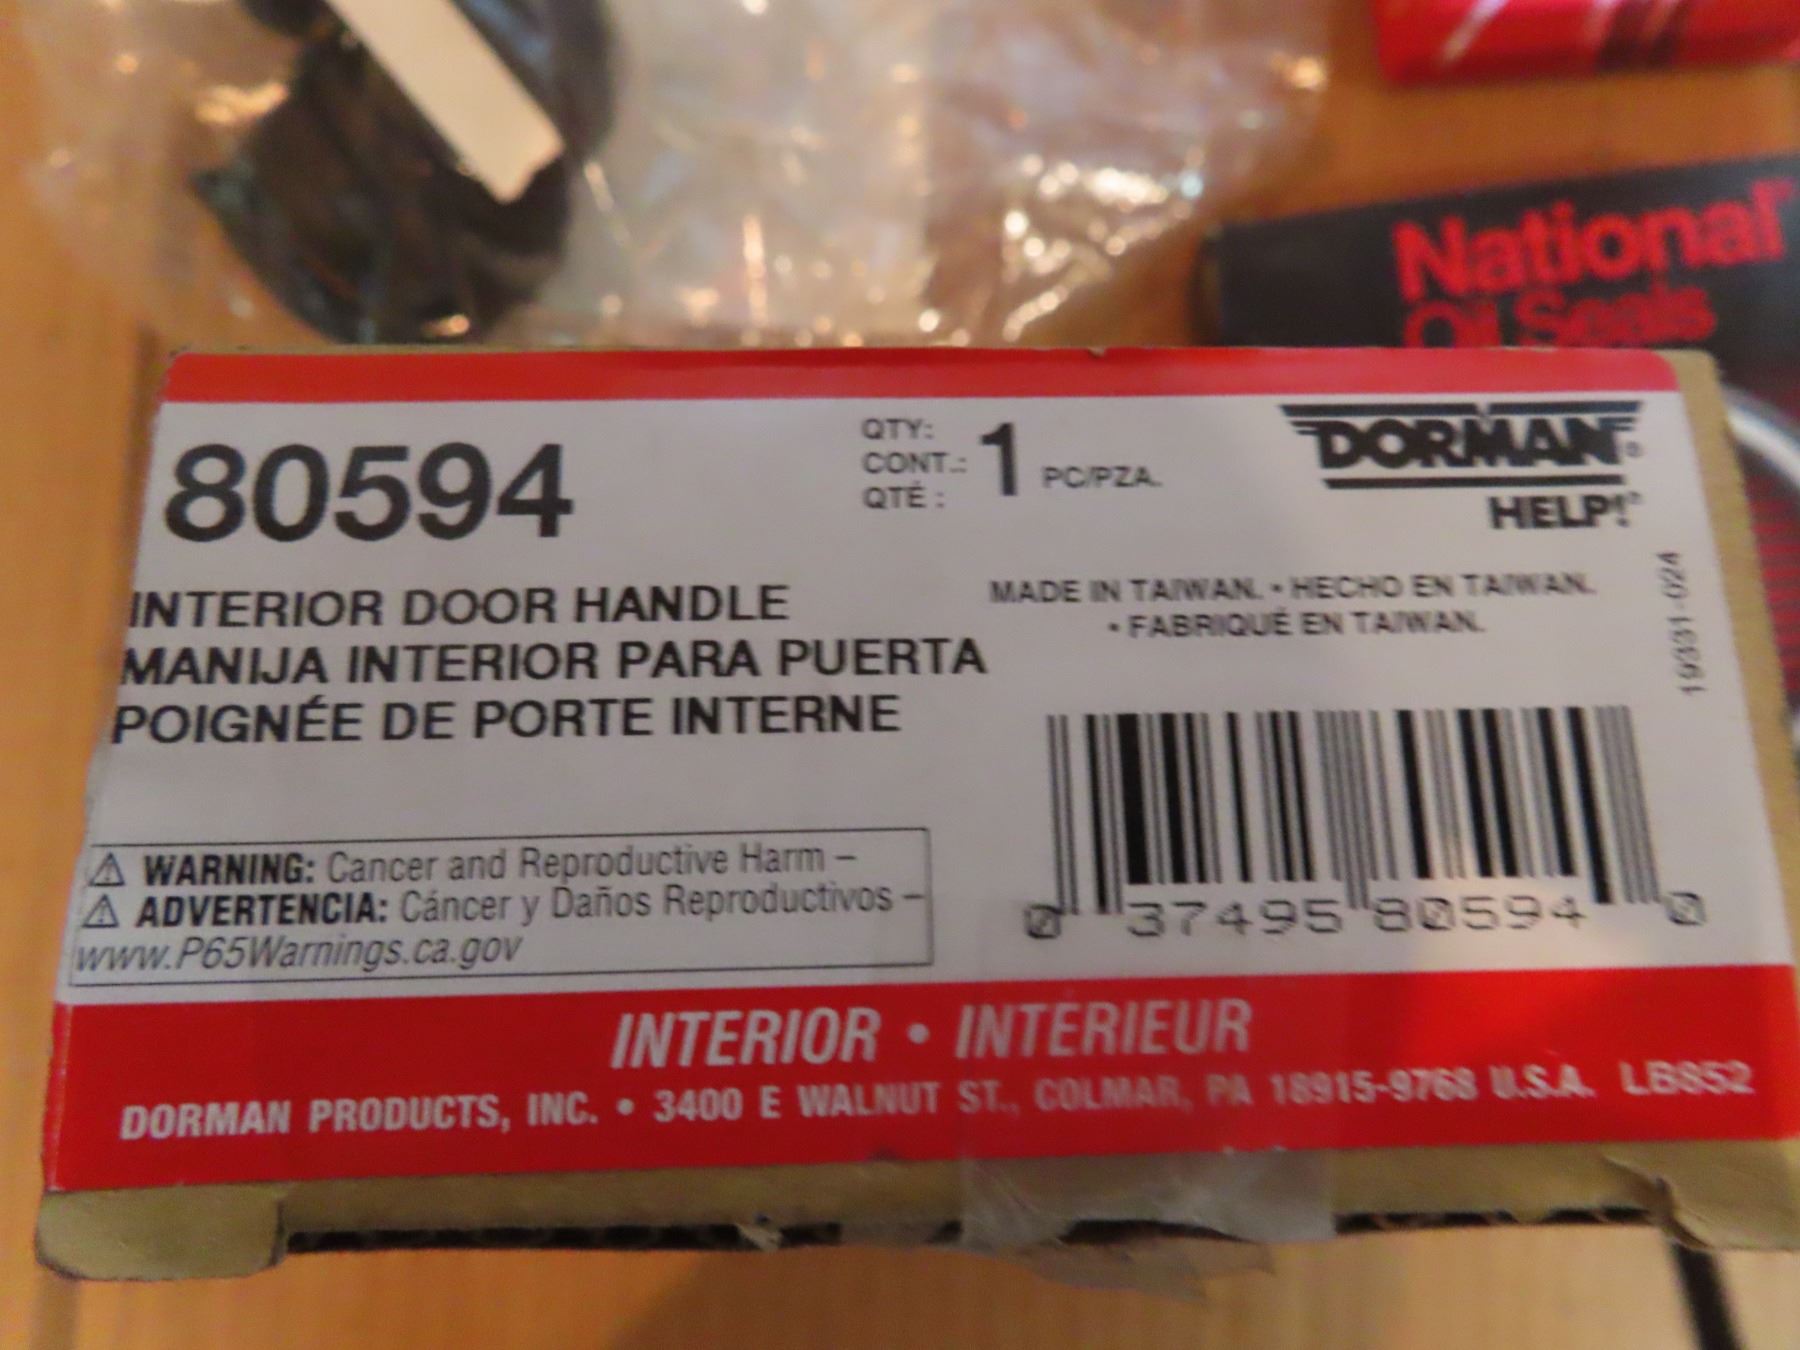 National
Oil Seals
80594
QTY:
CONT.:
QTÉ :
1 PC/PZA.
DORMAN®
HELP!®
INTERIOR DOOR HANDLE
MANIJA INTERIOR PARA PUERTA
POIGNÉE DE PORTE INTERNE
MADE IN TAIWAN. • HECHO EN TAIWAN.
• FABRIQUÉ EN TAIWAN.
19331-024
⚠ WARNING: Cancer and Reproductive Harm –
⚠ ADVERTENCIA: Cáncer y Daños Reproductivos –
www.P65Warnings.ca.gov
0 37495 80594 0
INTERIOR • INTÉRIEUR
DORMAN PRODUCTS, INC. • 3400 E WALNUT ST., COLMAR, PA 18915-9768 U.S.A. LB852